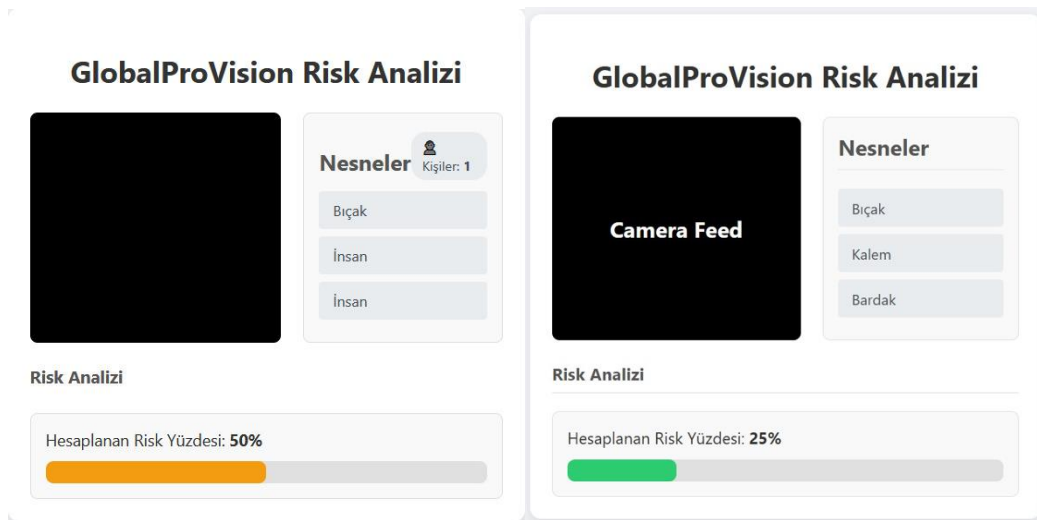 GlobalProVision Risk Analizi
Nesneler
Kişiler: 1
Bıçak
İnsan
İnsan
Risk Analizi
Hesaplanan Risk Yüzdesi: 50%
GlobalProVision Risk Analizi
Camera Feed
Nesneler
Bıçak
Kalem
Bardak
Risk Analizi
Hesaplanan Risk Yüzdesi: 25%